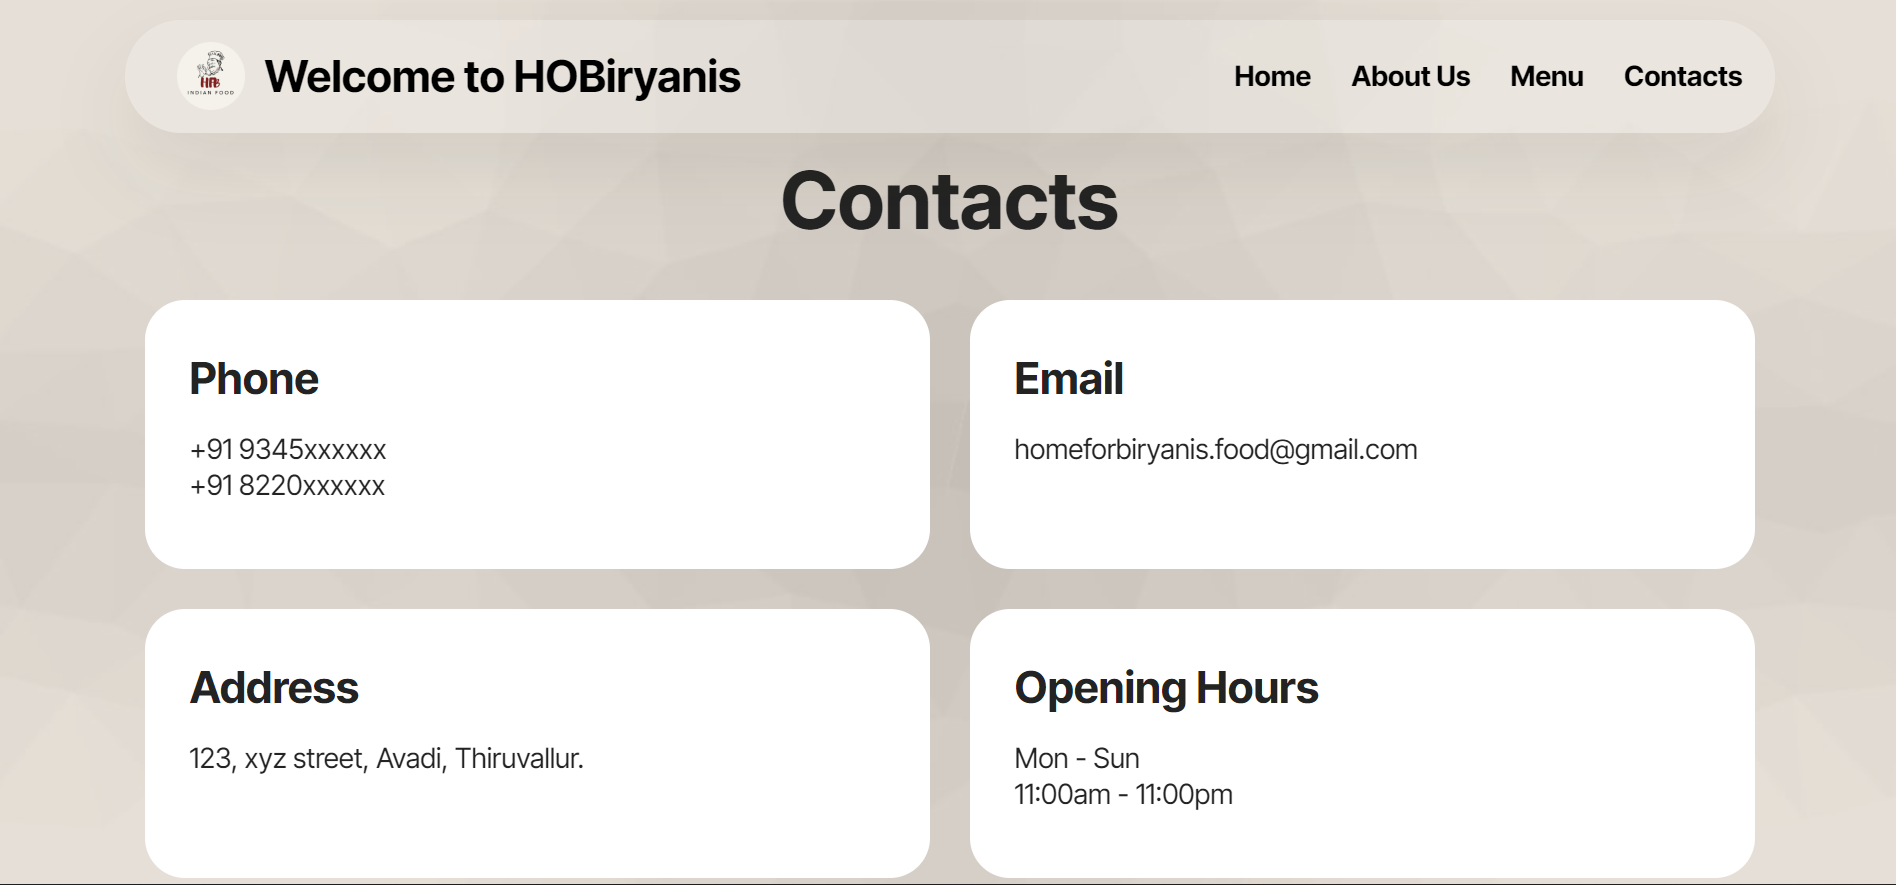 HFB
INDIAN FOOD
Welcome to HOBiryanis
Home About Us Menu Contacts
Contacts
Phone
+91 9345xxxxxx
+91 8220xxxxxx
Email
homeforbiryanis.food@gmail.com
Address
123, xyz street, Avadi, Thiruvallur.
Opening Hours
Mon - Sun
11:00am - 11:00pm